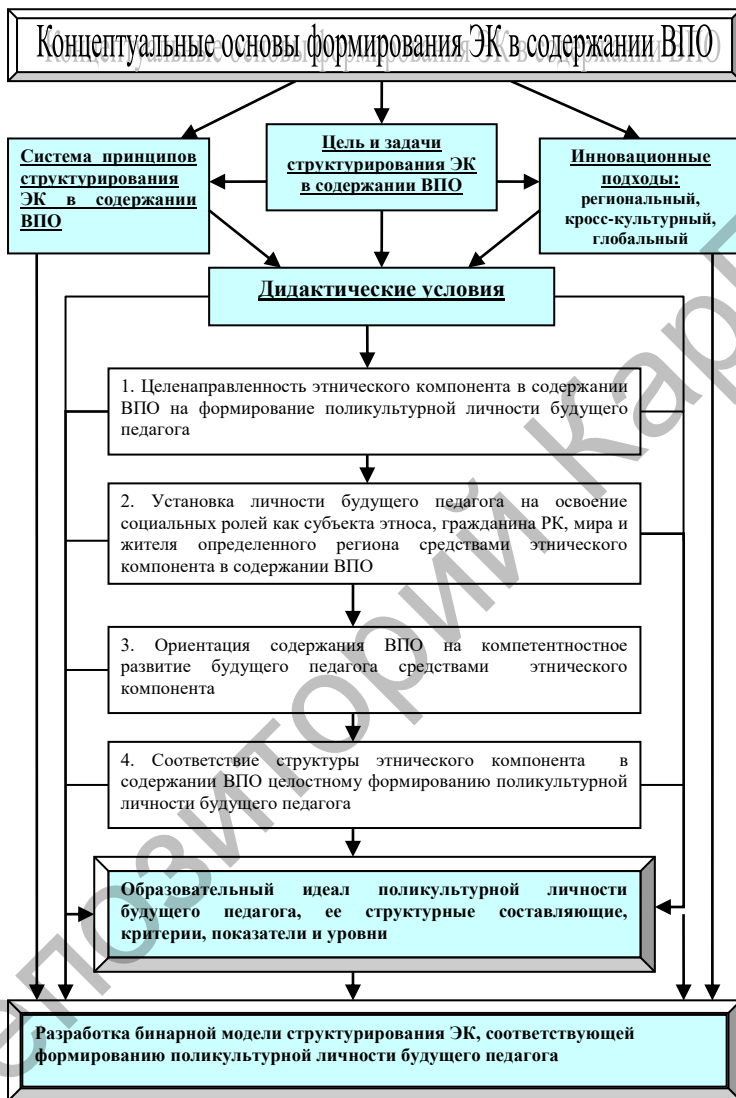 Концептуальные основы формирования ЭК в содержании ВПО
Система принципов
структурирования
ЭК в содержании
ВПО
Цель и задачи
структурирования ЭК
в содержании ВПО
Инновационные
подходы:
региональный,
кросс-культурный,
глобальный
Дидактические условия
1. Целенаправленность этнического компонента в содержании
ВПО на формирование поликультурной личности будущего
педагога
2. Установка личности будущего педагога на освоение
социальных ролей как субъекта этноса, гражданина РК, мира и
жителя определенного региона средствами этнического
компонента в содержании ВПО
3. Ориентация содержания ВПО на компетентностное
развитие будущего педагога средствами этнического
компонента
4. Соответствие структуры этнического компонента в
содержании ВПО целостному формированию поликультурной
личности будущего педагога
Образовательный идеал поликультурной личности
будущего педагога, ее структурные составляющие,
критерии, показатели и уровни
Разработка бинарной модели структурирования ЭК, соответствующей
формированию поликультурной личности будущего педагога